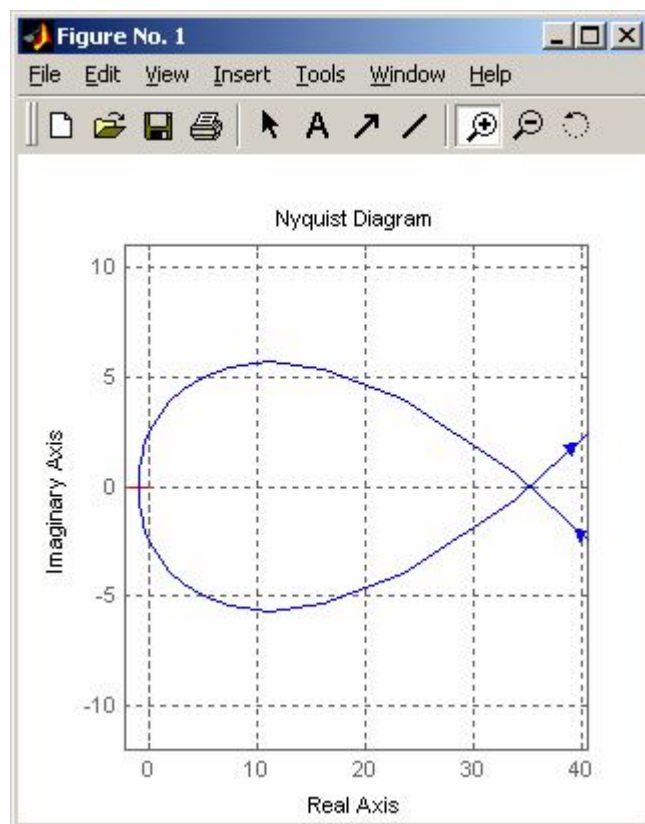 Figure No. 1
File Edit View Insert Tools Window Help
A
Nyquist Diagram
10
5
0
-5
-10
Imaginary Axis
0 10 20 30 40
Real Axis